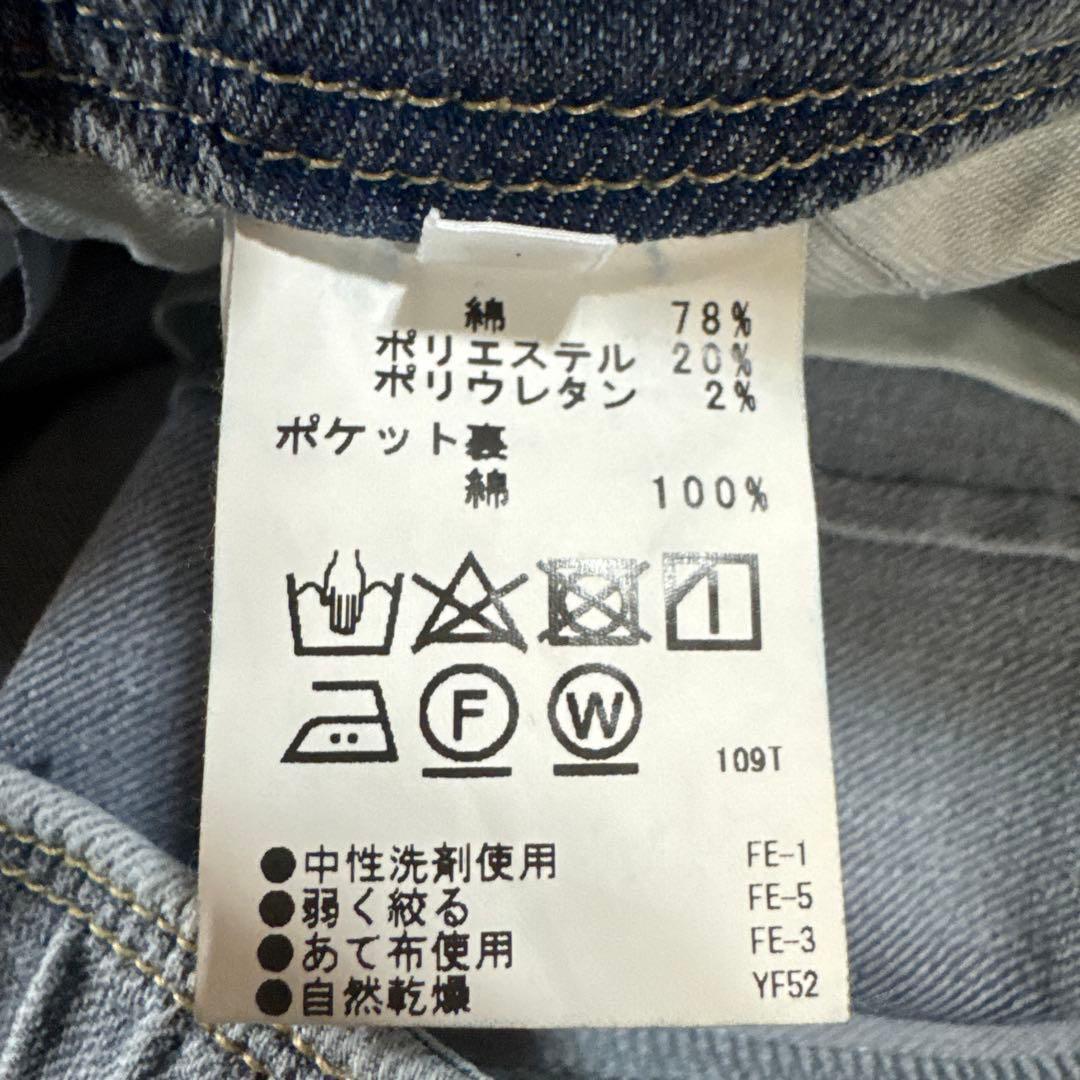 綿 78%
ポリエステル 20%
ポリウレタン 2%
ポケット裏
綿 100%
F W
109T
●中性洗剤使用 FE-1
●弱く絞る FE-5
●あて布使用 FE-3
●自然乾燥 YF52